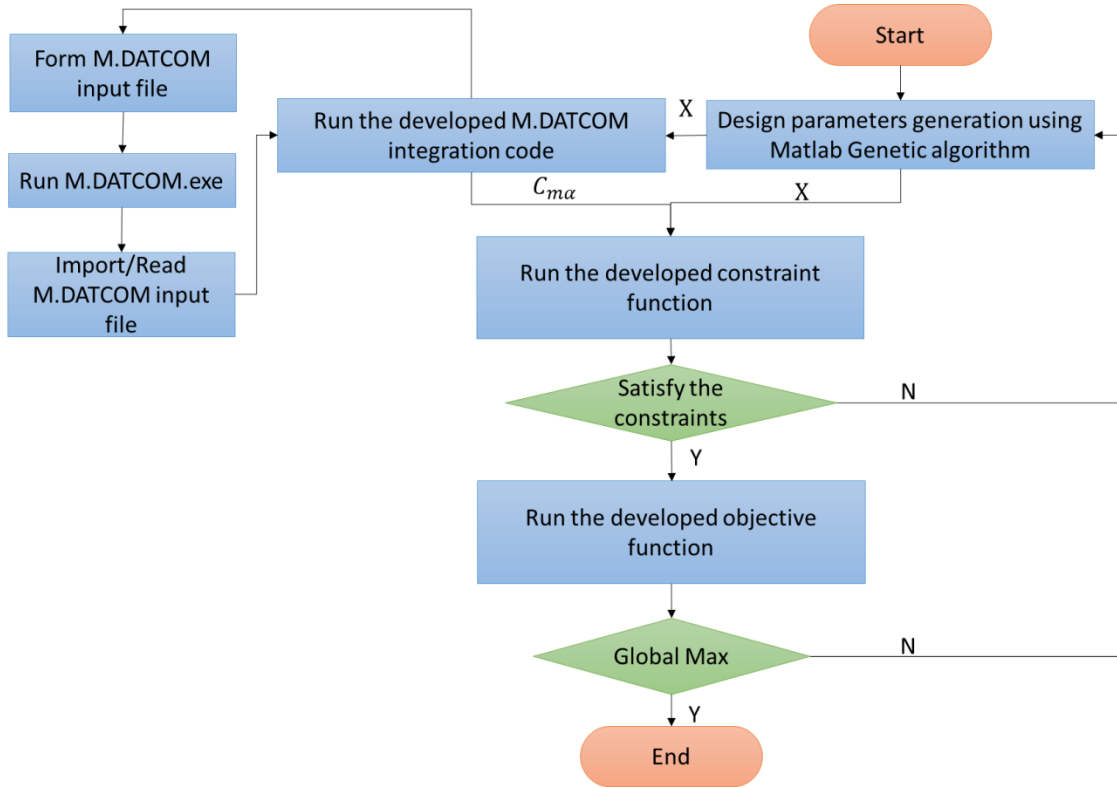 Start
Form M.DATCOM
input file
Run the developed M.DATCOM
integration code
X
Design parameters generation using
Matlab Genetic algorithm
Run M.DATCOM.exe
C_{mα}
X
Import/Read
M.DATCOM input
file
Run the developed constraint
function
Satisfy the
constraints
N
Y
Run the developed objective
function
Global Max
N
Y
End